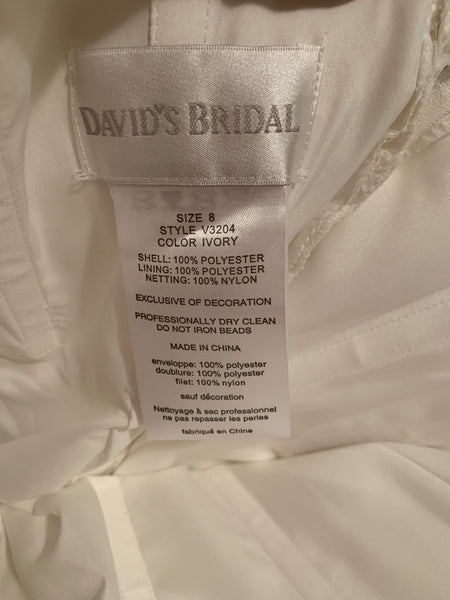 DAVID'S BRIDAL
SIZE 8
STYLE V3204
COLOR IVORY
SHELL: 100% POLYESTER
LINING: 100% POLYESTER
NETTING: 100% NYLON
EXCLUSIVE OF DECORATION
PROFESSIONALLY DRY CLEAN
DO NOT IRON BEADS
MADE IN CHINA
enveloppe: 100% polyester
doublure: 100% polyester
filet: 100% nylon
sauf décoration
Nettoyage à sec professionnel
ne pas repasser les perles
fabriqué en Chine